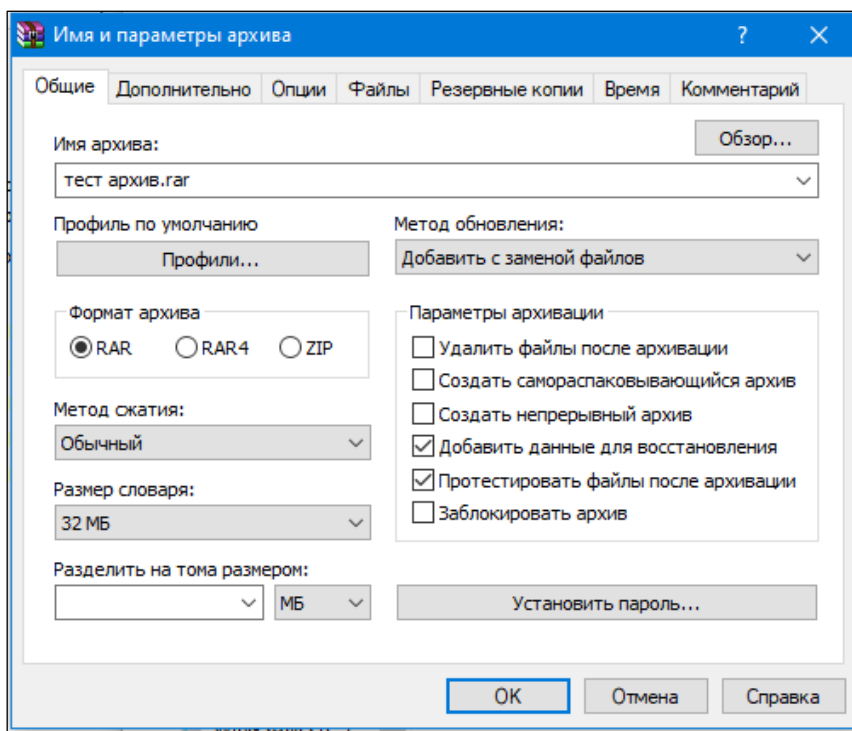 Имя и параметры архива
Общие Дополнительно Опции Файлы Резервные копии Время Комментарий
Имя архива:
Обзор...
тест архив.rar
Профиль по умолчанию
Метод обновления:
Профили...
Добавить с заменой файлов
Формат архива
RAR RAR4 ZIP
Метод сжатия:
Обычный
Размер словаря:
32 МБ
Параметры архивации
Удалить файлы после архивации
Создать самораспаковывающийся архив
Создать непрерывный архив
Добавить данные для восстановления
Протестировать файлы после архивации
Заблокировать архив
Разделить на тома размером:
МБ
Установить пароль...
OK Отмена Справка